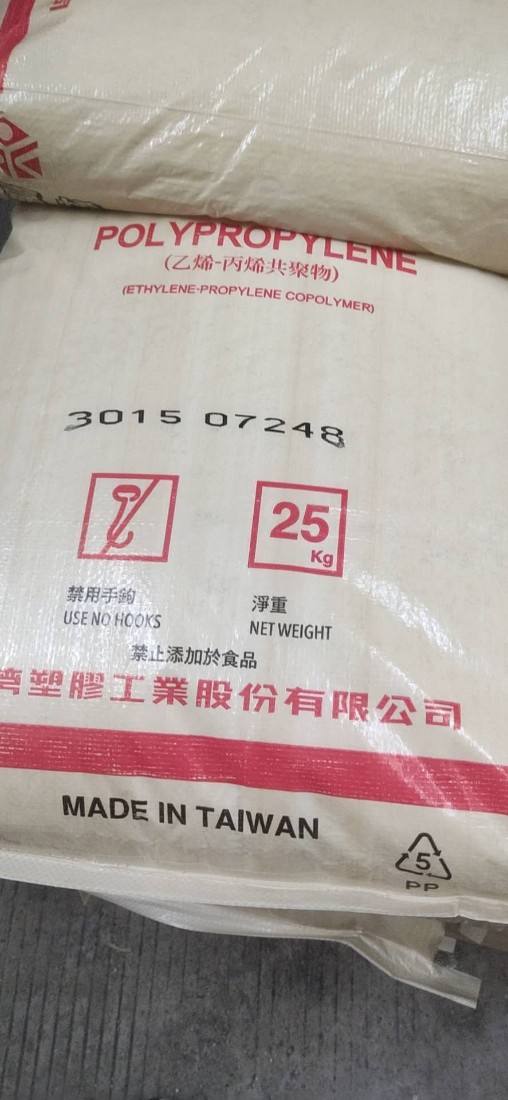 POLYPROPYLENE
(乙烯-丙烯共聚物)
(ETHYLENE-PROPYLENE COPOLYMER)
3015 07248
25
Kg
禁用手鈎
USE NO HOOKS
淨重
NET WEIGHT
禁止添加於食品
塑膠工業股份有限公司
MADE IN TAIWAN
5
PP